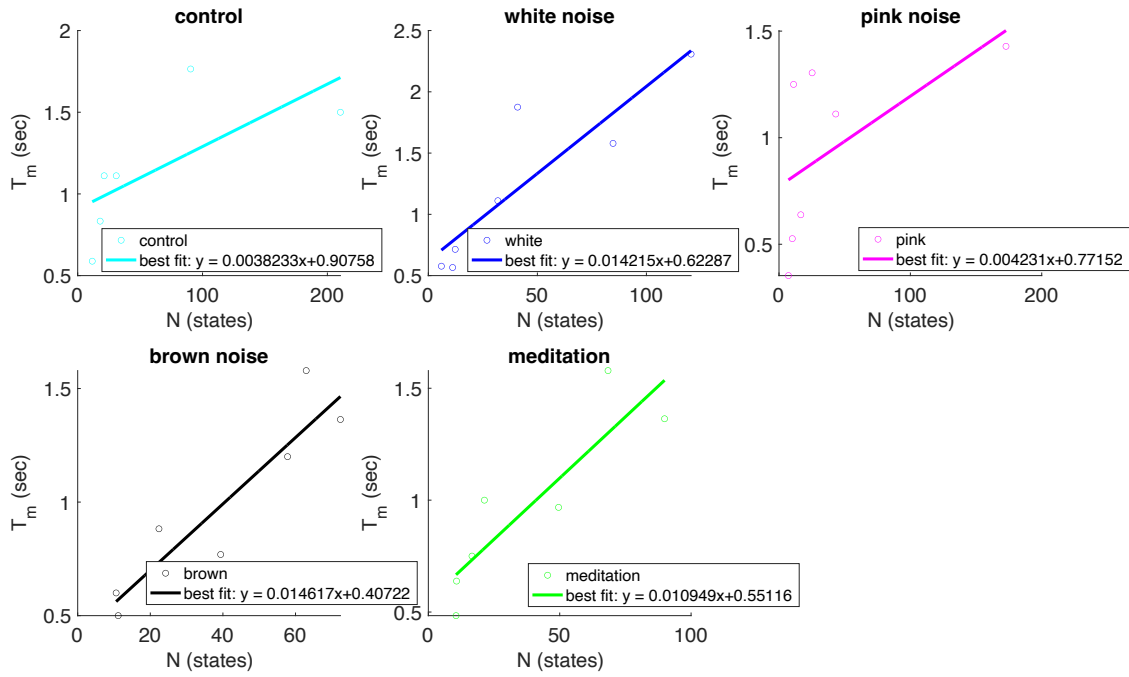 control
2
1.5
1
0.5
T_m (sec)
0
100
200
N (states)
control
best fit: y = 0.0038233x+0.90758
white noise
2.5
2
1.5
1
0.5
T_m (sec)
0
50
100
N (states)
white
best fit: y = 0.014215x+0.62287
pink noise
1.5
1
0.5
T_m (sec)
0
100
200
N (states)
pink
best fit: y = 0.004231x+0.77152
brown noise
1.5
1
0.5
T_m (sec)
0
20
40
60
N (states)
brown
best fit: y = 0.014617x+0.40722
meditation
1.5
1
0.5
T_m (sec)
0
50
100
N (states)
meditation
best fit: y = 0.010949x+0.55116